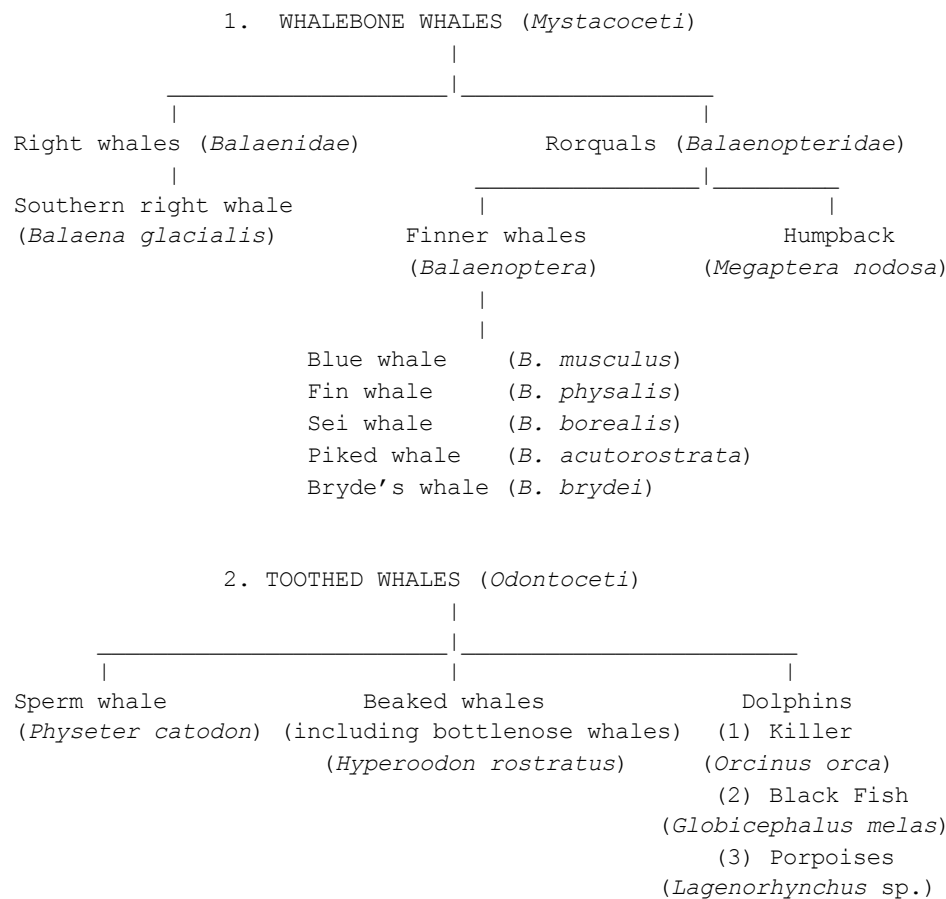 1. WHALEBONE WHALES (Mystacoceti)
Right whales (Balaenidae) Rorquals (Balaenopteridae)
Southern right whale
(Balaena glacialis) Finner whales Humpback
(Balaenoptera) (Megaptera nodosa)
Blue whale (B. musculus)
Fin whale (B. physalis)
Sei whale (B. borealis)
Piked whale (B. acutorostrata)
Bryde's whale (B. brydei)
2. TOOTHED WHALES (Odontoceti)
Sperm whale Beaked whales Dolphins
(Physeter catodon) (including bottlenose whales) (1) Killer
(Hyperoodon rostratus) (Orcinus orca)
(2) Black Fish
(Globicephalus melas)
(3) Porpoises
(Lagenorhynchus sp.)